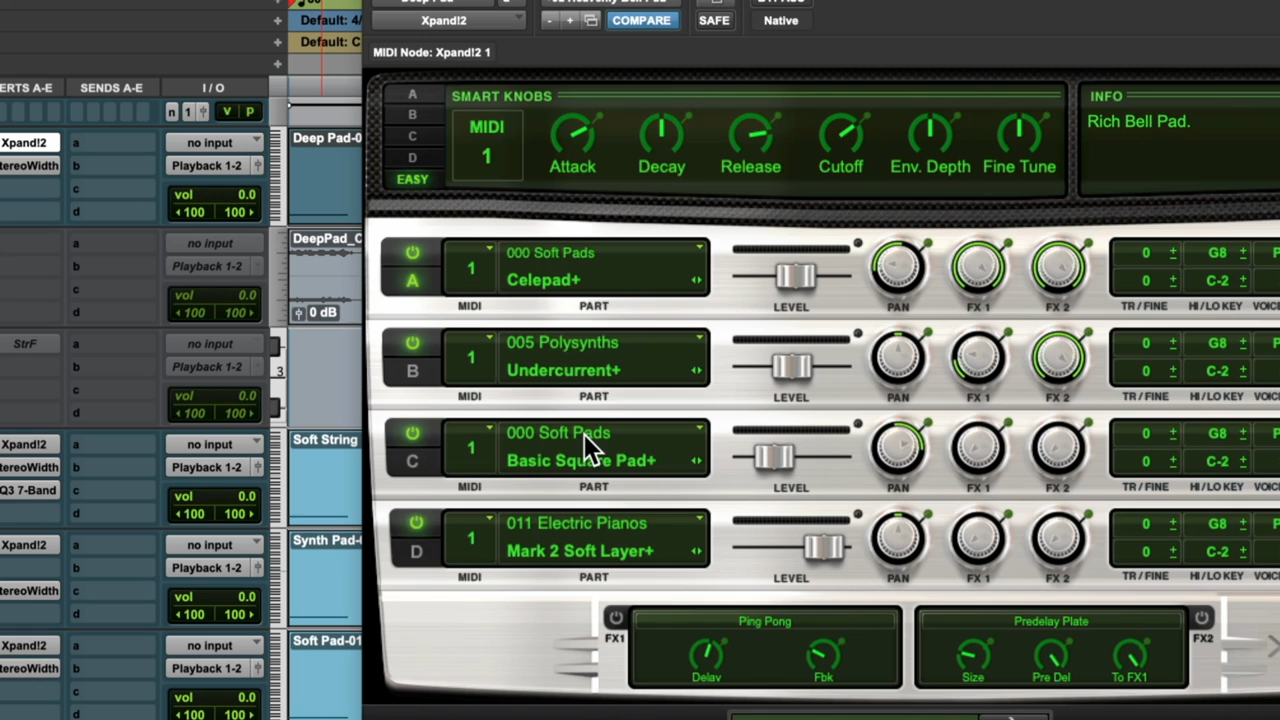 Xpand!2
- + COMPARE SAFE Native
MIDI Node: Xpand!2 1
Default: 4/
Default: C
ERTS A-E SENDS A-E I / O
n 1 v p
A
B
C
D
EASY
SMART KNOBS
MIDI
1
Attack Decay Release Cutoff Env. Depth Fine Tune
INFO
Rich Bell Pad.
Xpand!2 a no input
tereoWidth b Playback 1-2
c vol 0.0
d 100 100
Deep Pad-0
a no input
b Playback 1-2
c vol 0.0
d 100 100
DeepPad_C
0 dB
StrF a no input
b Playback 1-2
c vol 0.0
d 100 100
3
Xpand!2 a no input
tereoWidth b Playback 1-2
Q3 7-Band c vol 0.0
d 100 100
Soft String
Xpand!2 a no input
b Playback 1-2
tereoWidth c vol 0.0
d 100 100
Synth Pad-0
Xpand!2 a no input
tereoWidth b Playback 1-2
c vol 0.0
d 100 100
Soft Pad-01
A
1
000 Soft Pads
Celepad+
0 G8
0 C-2
MIDI PART LEVEL PAN FX 1 FX 2 TR / FINE HI / LO KEY VOIC
B
1
005 Polysynths
Undercurrent+
0 G8
0 C-2
MIDI PART LEVEL PAN FX 1 FX 2 TR / FINE HI / LO KEY VOIC
C
1
000 Soft Pads
Basic Square Pad+
0 G8
0 C-2
MIDI PART LEVEL PAN FX 1 FX 2 TR / FINE HI / LO KEY VOIC
D
1
011 Electric Pianos
Mark 2 Soft Layer+
0 G8
0 C-2
MIDI PART LEVEL PAN FX 1 FX 2 TR / FINE HI / LO KEY VOIC
FX1
Ping Pong
Delay Fbk
Predelay Plate
Size Pre Del To FX1
FX2